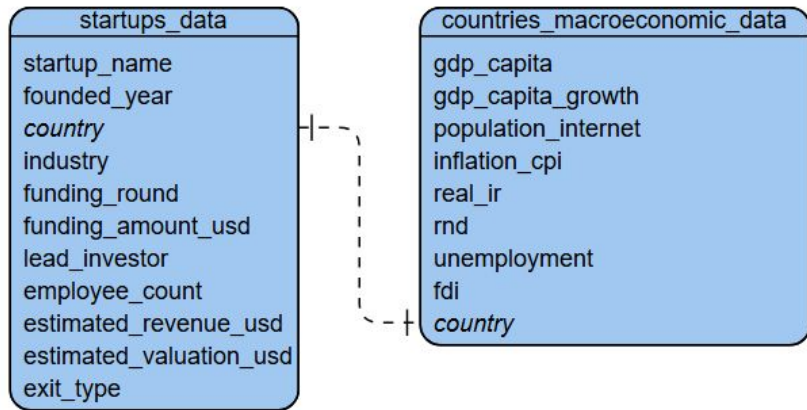 startups_data
startup_name
founded_year
country
industry
funding_round
funding_amount_usd
lead_investor
employee_count
estimated_revenue_usd
estimated_valuation_usd
exit_type
countries_macroeconomic_data
gdp_capita
gdp_capita_growth
population_internet
inflation_cpi
real_ir
rnd
unemployment
fdi
country